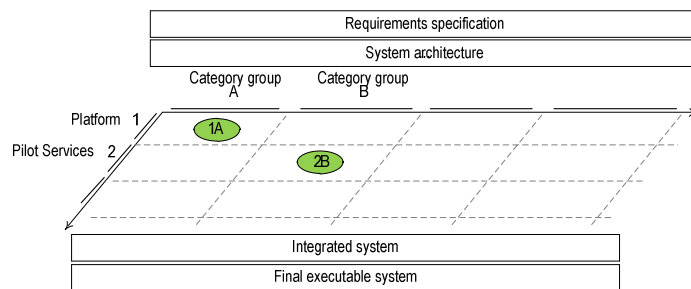 Requirements specification
System architecture
Category group
A
Category group
B
Platform 1
1A
Pilot Services 2
2B
Integrated system
Final executable system